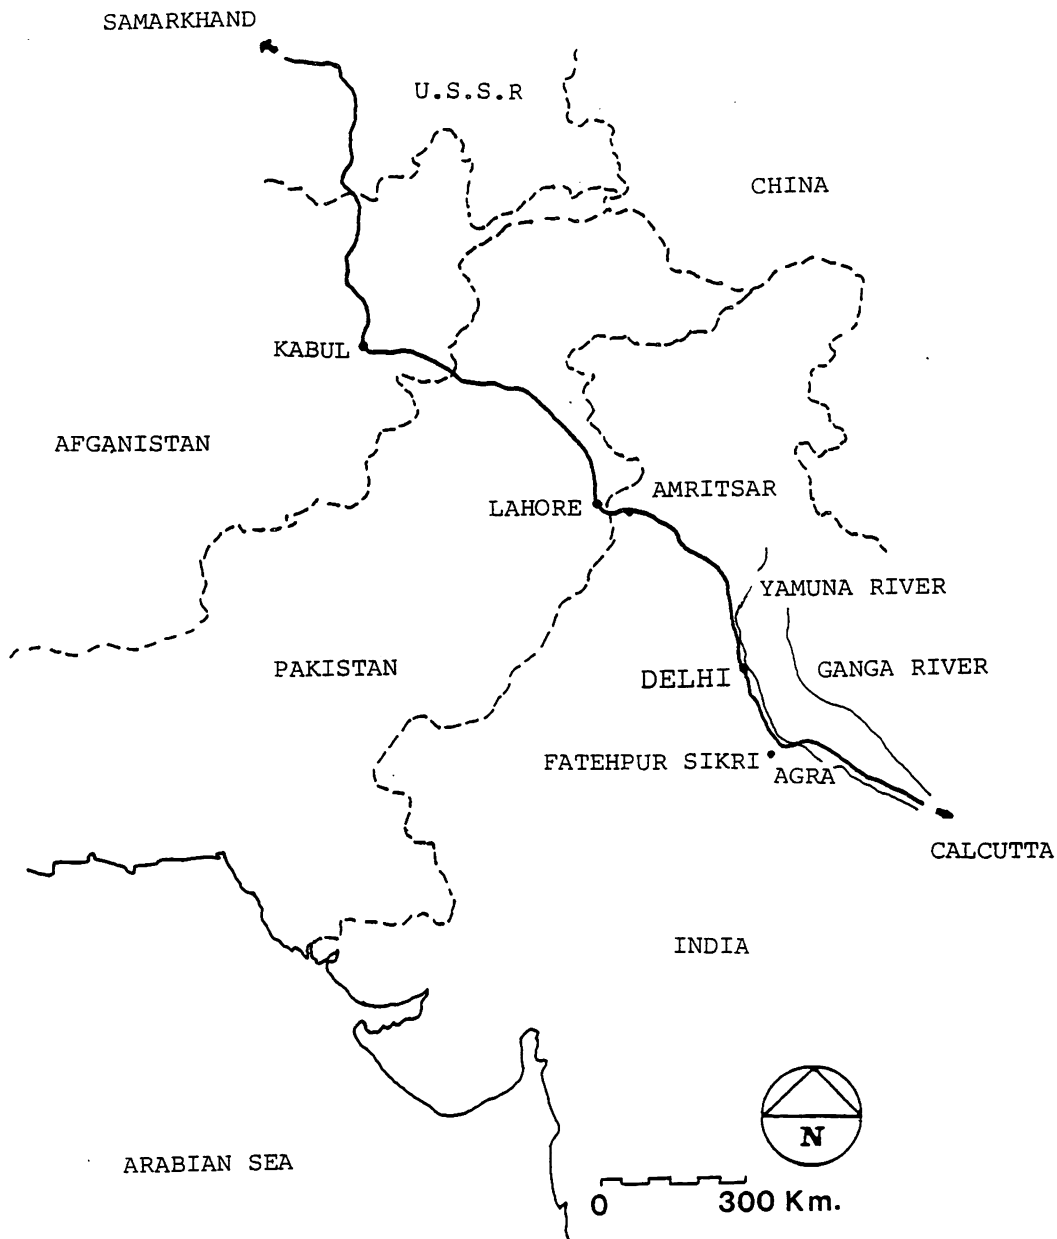 SAMARKHAND
U.S.S.R
CHINA
KABUL
AFGANISTAN
AMRITSAR
LAHORE
YAMUNA RIVER
PAKISTAN
GANGA RIVER
DELHI
FATEHPUR SIKRI
AGRA
CALCUTTA
INDIA
N
ARABIAN SEA
0 300 Km.